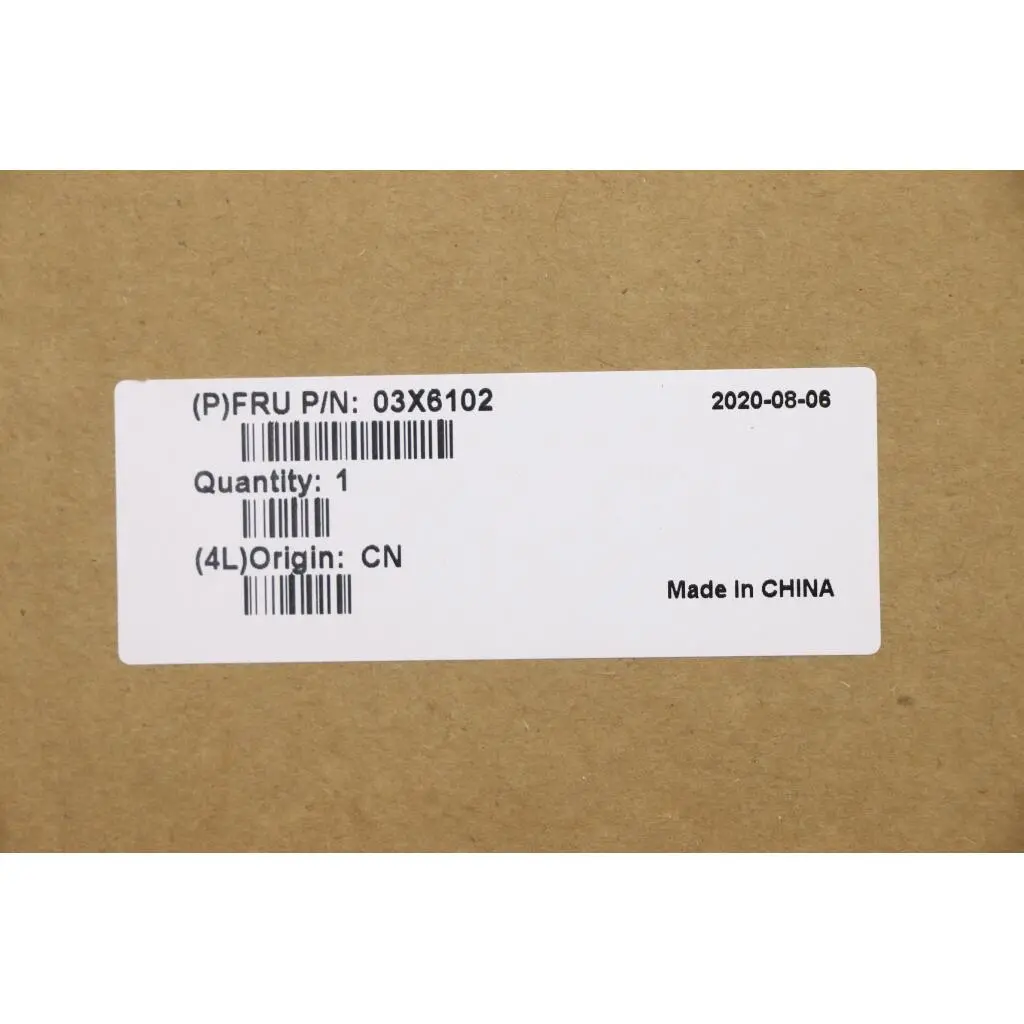 (P)FRU P/N: 03X6102 2020-08-06
Quantity: 1
(4L)Origin: CN
Made in CHINA